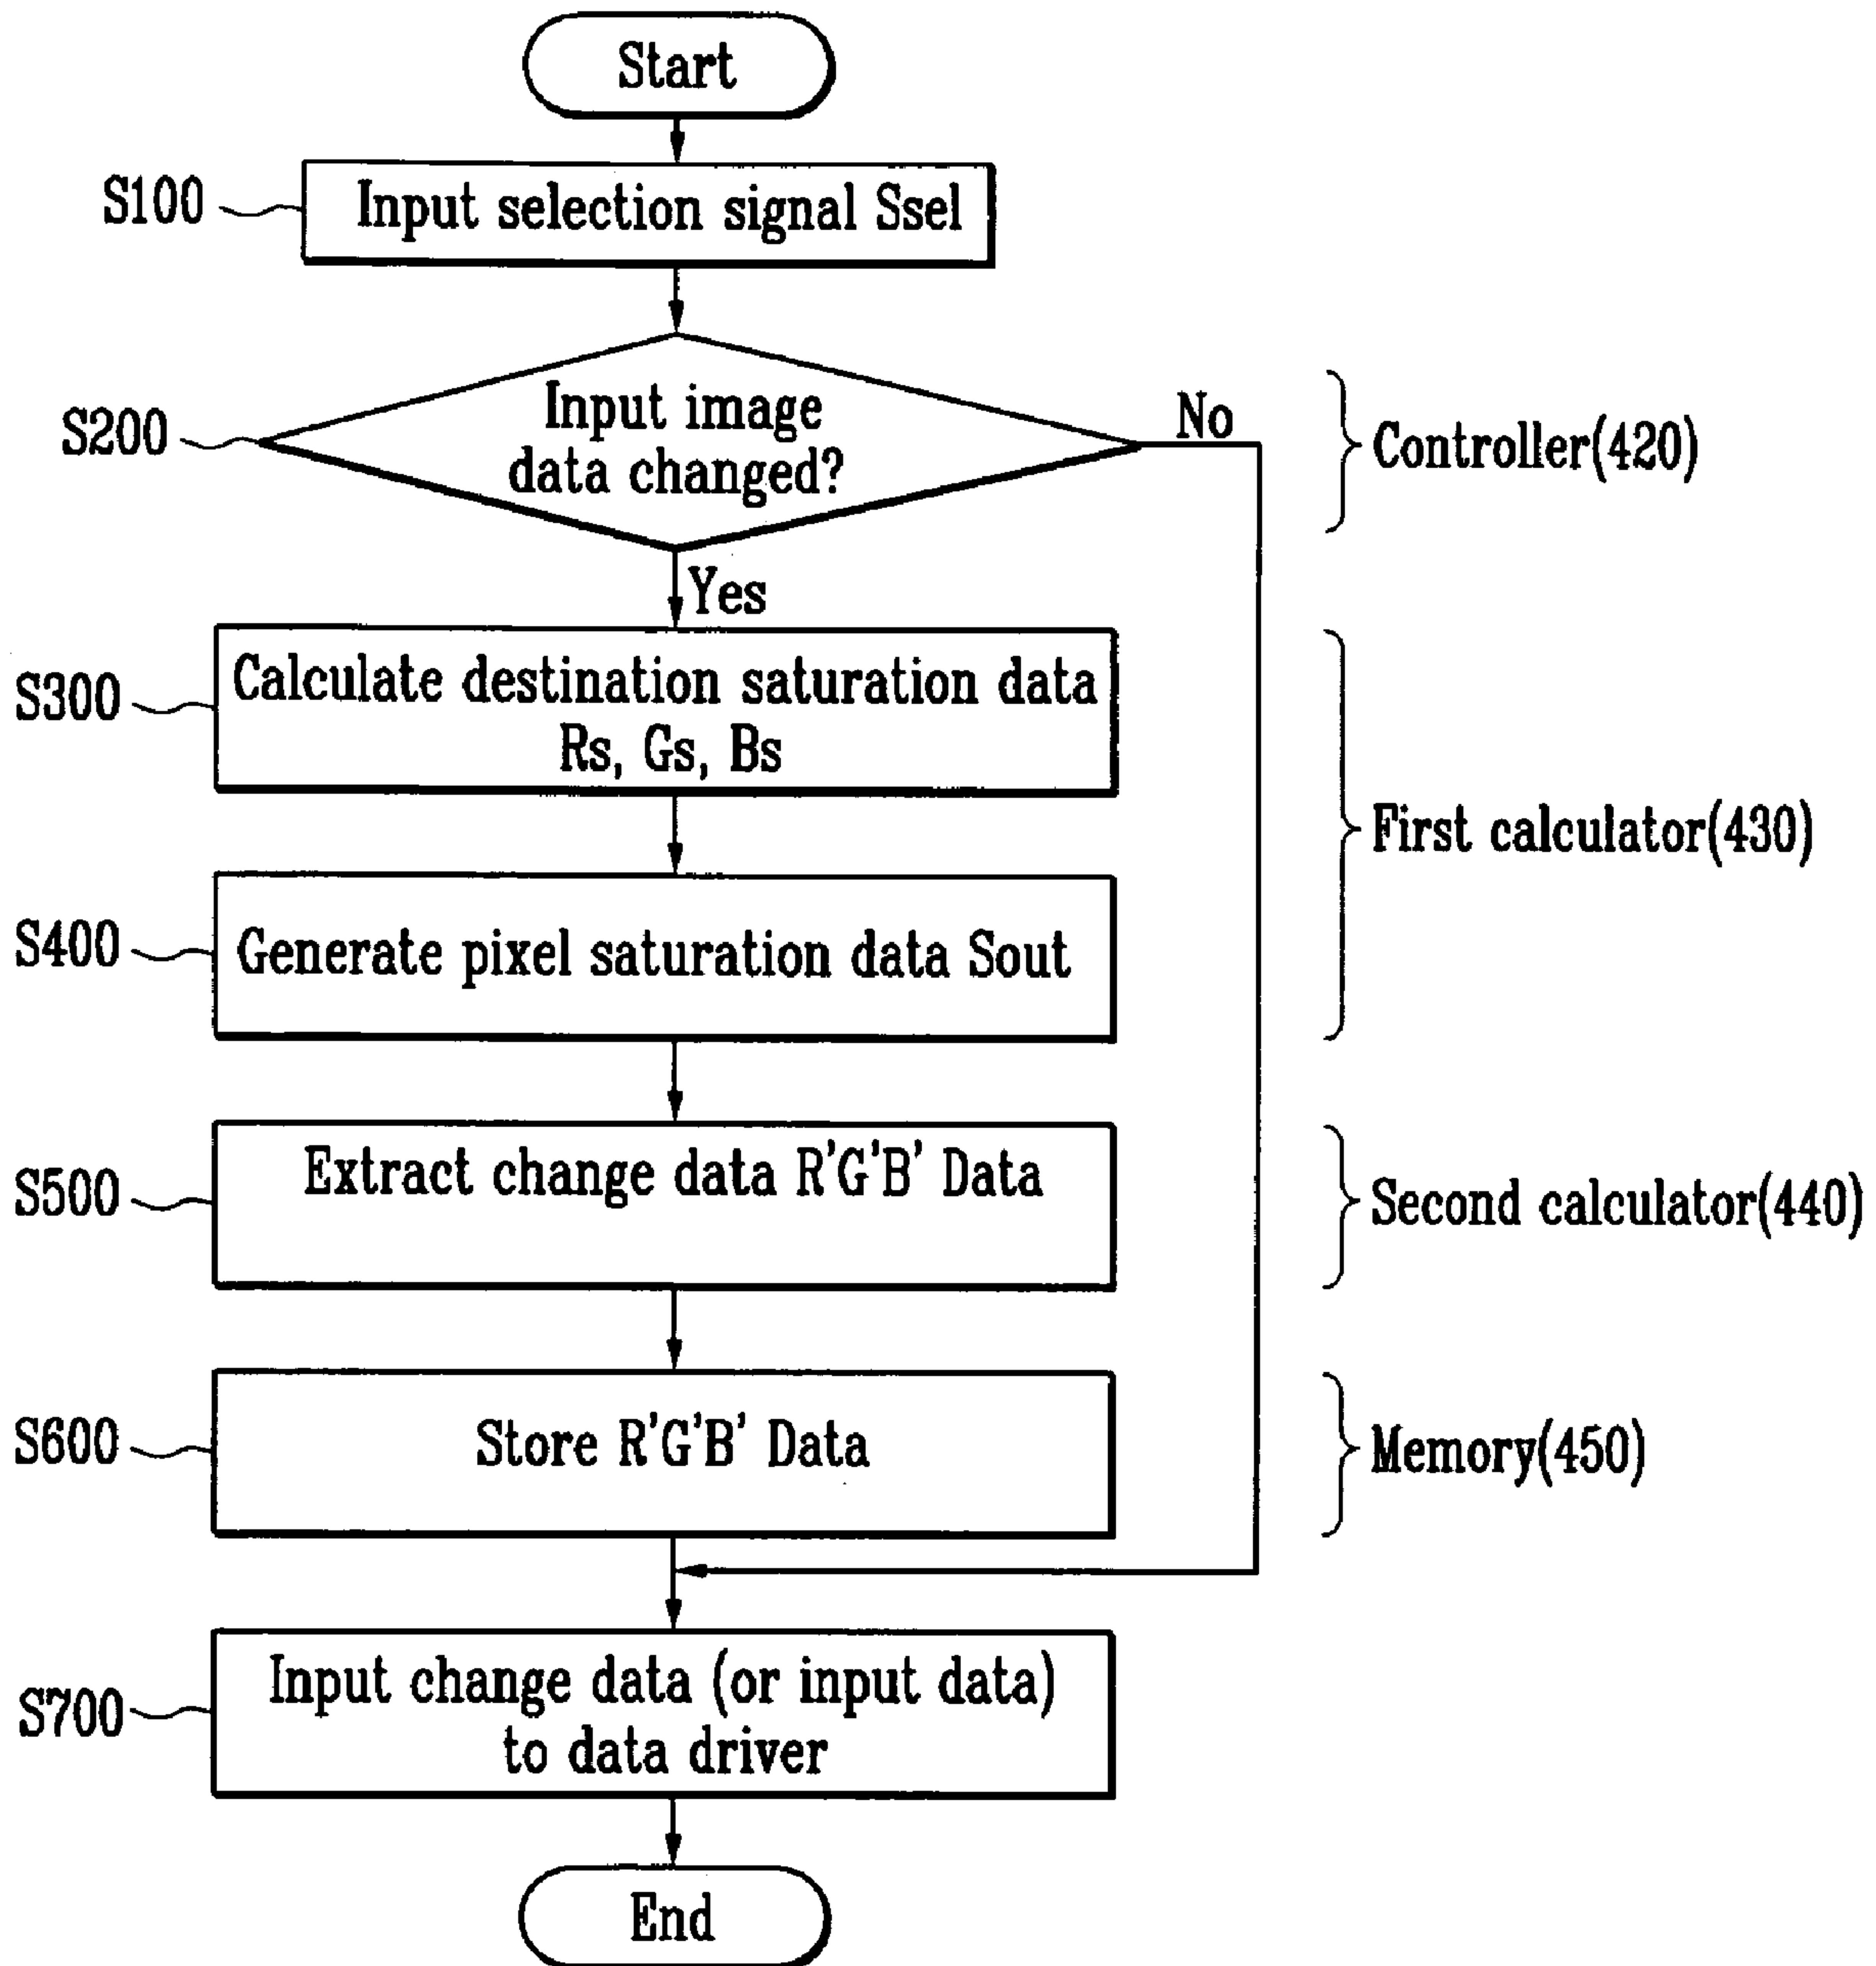 Start
S100
Input selection signal Ssel
S200
Input image
data changed?
No
Controller(420)
Yes
S300
Calculate destination saturation data
Rs, Gs, Bs
First calculator(430)
S400
Generate pixel saturation data Sout
S500
Extract change data R'G'B' Data
Second calculator(440)
S600
Store R'G'B' Data
Memory(450)
S700
Input change data (or input data)
to data driver
End